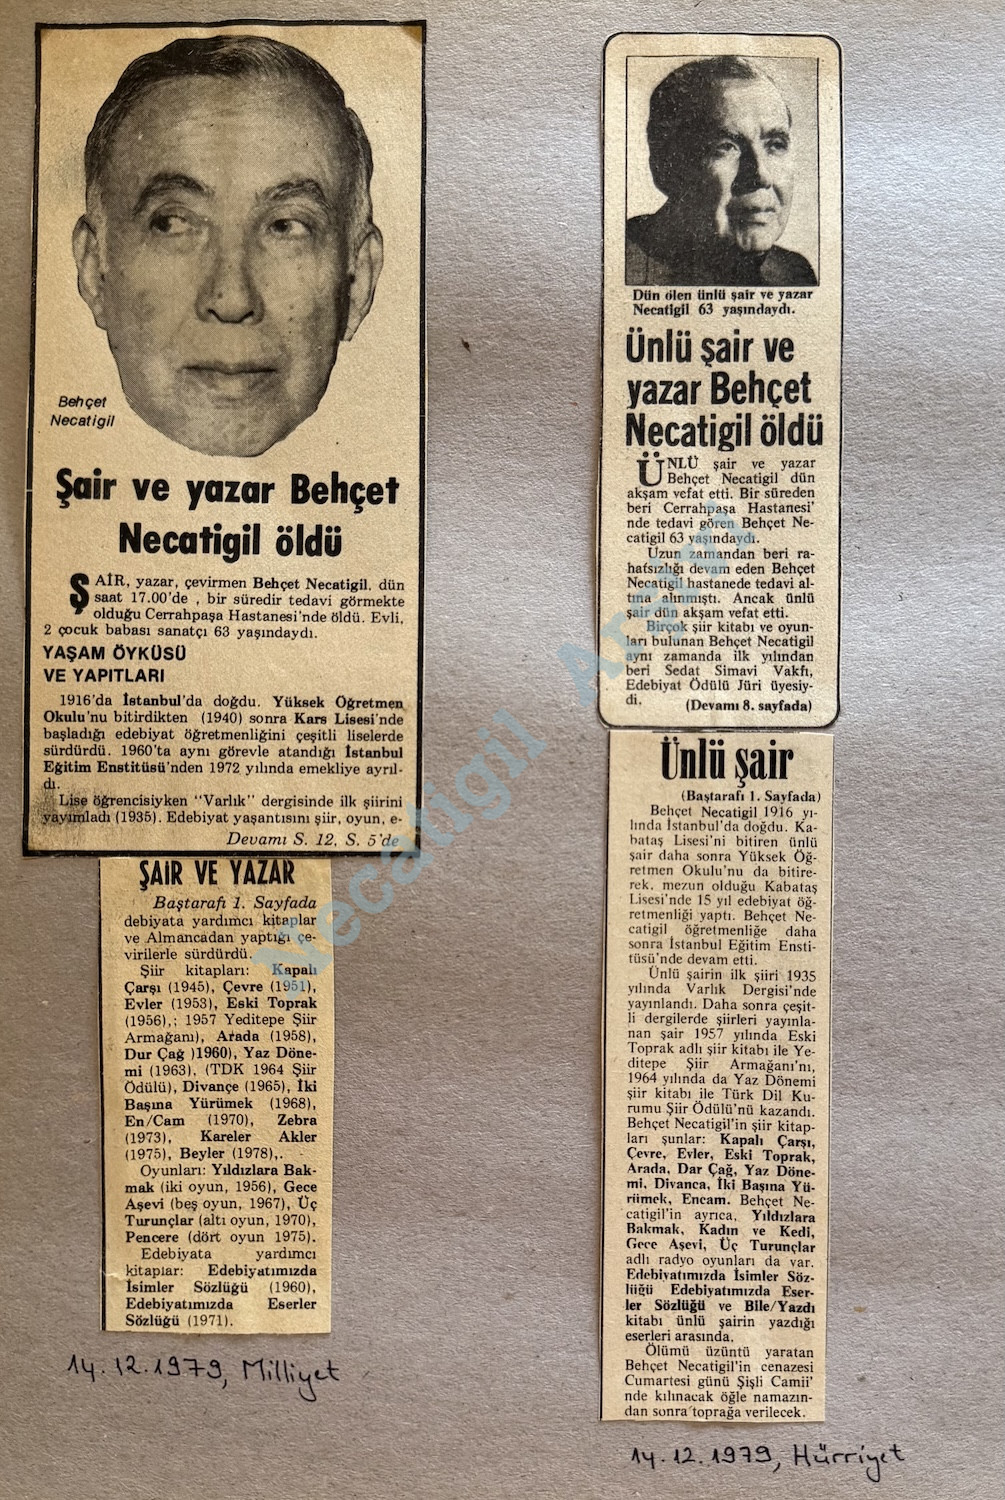 Behçet
Necatigil
Şair ve yazar Behçet
Necatigil öldü
ŞAİR, yazar, çevirmen Behçet Necatigil, dün
saat 17.00'de , bir süredir tedavi görmekte
olduğu Cerrahpaşa Hastanesi'nde öldü. Evli,
2 çocuk babası sanatçı 63 yaşındaydı.
YAŞAM ÖYKÜSÜ
VE YAPITLARI
1916'da İstanbul'da doğdu. Yüksek Öğretmen
Okulu'nu bitirdikten (1940) sonra Kars Lisesi'nde
başladığı edebiyat öğretmenliğini çeşitli liselerde
sürdürdü. 1960'ta aynı görevle atandığı İstanbul
Eğitim Enstitüsü'nden 1972 yılında emekliye ayrıl-
dı.
Lise öğrencisiyken "Varlık" dergisinde ilk şiirini
yayımladı (1935). Edebiyat yaşantısını şiir, oyun, e-
Devamı S. 12, S. 5'de
ŞAİR VE YAZAR
Baştarafı 1. Sayfada
debiyata yardımcı kitaplar
ve Almancadan yaptığı çe-
virilerle sürdürdü.
Şiir kitapları: Kapalı
Çarşı (1945), Çevre (1951),
Evler (1953), Eski Toprak
(1956),; 1957 Yeditepe Şiir
Armağanı), Arada (1958),
Dur Çağ )1960), Yaz Döne-
mi (1963), (TDK 1964 Şiir
Ödülü), Divançe (1965), İki
Başına Yürümek (1968),
En/Cam (1970), Zebra
(1973), Kareler Akler
(1975), Beyler (1978),.
Oyunları: Yıldızlara Bak-
mak (iki oyun, 1956), Gece
Aşevi (beş oyun, 1967), Üç
Turunçlar (altı oyun, 1970),
Pencere (dört oyun 1975).
Edebiyata yardımcı
kitaplar: Edebiyatımızda
İsimler Sözlüğü (1960),
Edebiyatımızda Eserler
Sözlüğü (1971).
14.12.1979, Milliyet
Dün ölen ünlü şair ve yazar
Necatigil 63 yaşındaydı.
Ünlü şair ve
yazar Behçet
Necatigil öldü
ÜNLÜ şair ve yazar
Behçet Necatigil dün
akşam vefat etti. Bir süreden
beri Cerrahpaşa Hastanesi'
nde tedavi gören Behçet Ne-
catigil 63 yaşındaydı.
Uzun zamandan beri ra-
hatsızlığı devam eden Behçet
Necatigil hastanede tedavi al-
tına alınmıştı. Ancak ünlü
şair dün akşam vefat etti.
Birçok şiir kitabı ve oyun-
ları bulunan Behçet Necatigil
aynı zamanda ilk yılından
beri Sedat Simavi Vakfı,
Edebiyat Ödülü Jüri üyesiy-
di.
(Devamı 8. sayfada)
Ünlü şair
(Baştarafı 1. Sayfada)
Behçet Necatigil 1916 yı-
lında İstanbul'da doğdu. Ka-
bataş Lisesi'ni bitiren ünlü
şair daha sonra Yüksek Öğ-
retmen Okulu'nu da bitire-
rek, mezun olduğu Kabataş
Lisesi'nde 15 yıl edebiyat öğ-
retmenliği yaptı. Behçet Ne-
catigil öğretmenliğe daha
sonra İstanbul Eğitim Ensti-
tüsü'nde devam etti.
Ünlü şairin ilk şiiri 1935
yılında Varlık Dergisi'nde
yayınlandı. Daha sonra çeşit-
li dergilerde şiirleri yayınla-
nan şair 1957 yılında Eski
Toprak adlı şiir kitabı ile Ye-
ditepe Şiir Armağanı'nı,
1964 yılında da Yaz Dönemi
şiir kitabı ile Türk Dil Ku-
rumu Şiir Ödülü'nü kazandı.
Behçet Necatigil'in şiir kitap-
ları şunlar: Kapalı Çarşı,
Çevre, Evler, Eski Toprak,
Arada, Dar Çağ, Yaz Döne-
mi, Divanca, İki Başına Yü-
rümek, Encam. Behçet Ne-
catigil'in ayrıca, Yıldızlara
Bakmak, Kadın ve Kedi,
Gece Aşevi, Üç Turunçlar
adlı radyo oyunları da var.
Edebiyatımızda İsimler Söz-
lüğü Edebiyatımızda Eser-
ler Sözlüğü ve Bile/Yazdı
kitabı ünlü şairin yazdığı
eserleri arasında.
Ölümü üzüntü yaratan
Behçet Necatigil'in cenazesi
Cumartesi günü Şişli Camii'
nde kılınacak öğle namazın-
dan sonra toprağa verilecek.
14.12.1979, Hürriyet
Necatigil Arşivi